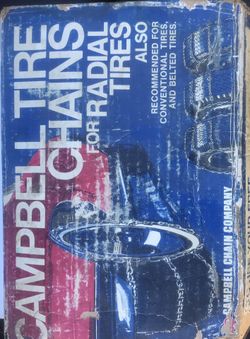 CAMPBELL TIRE
CHAINS
FOR RADIAL
TIRES
ALSO
RECOMMENDED FOR
CONVENTIONAL TIRES,
AND BELTED TIRES.
CAMPBELL CHAIN COMPANY